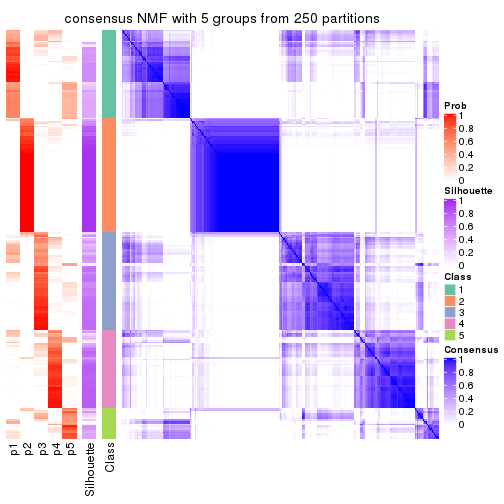 consensus NMF with 5 groups from 250 partitions
Prob
1
0.8
0.6
0.4
0.2
0
Silhouette
1
0.8
0.6
0.4
0.2
0
Class
1
2
3
4
5
Consensus
1
0.8
0.6
0.4
0.2
0
p1
p2
p3
p4
p5
Silhouette
Class